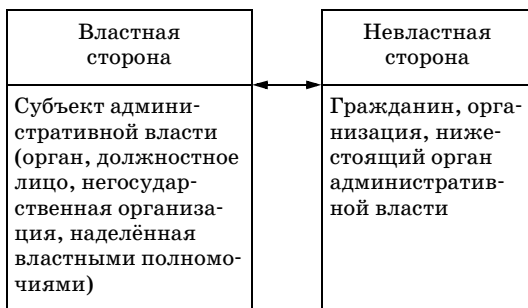 Властная
сторона
Невластная
сторона
Субъект админи-
стративной власти
(орган, должностное
лицо, негосудар-
ственная организа-
ция, наделённая
властными полномо-
чиями)
Гражданин, орга-
низация, ниже-
стоящий орган
административ-
ной власти